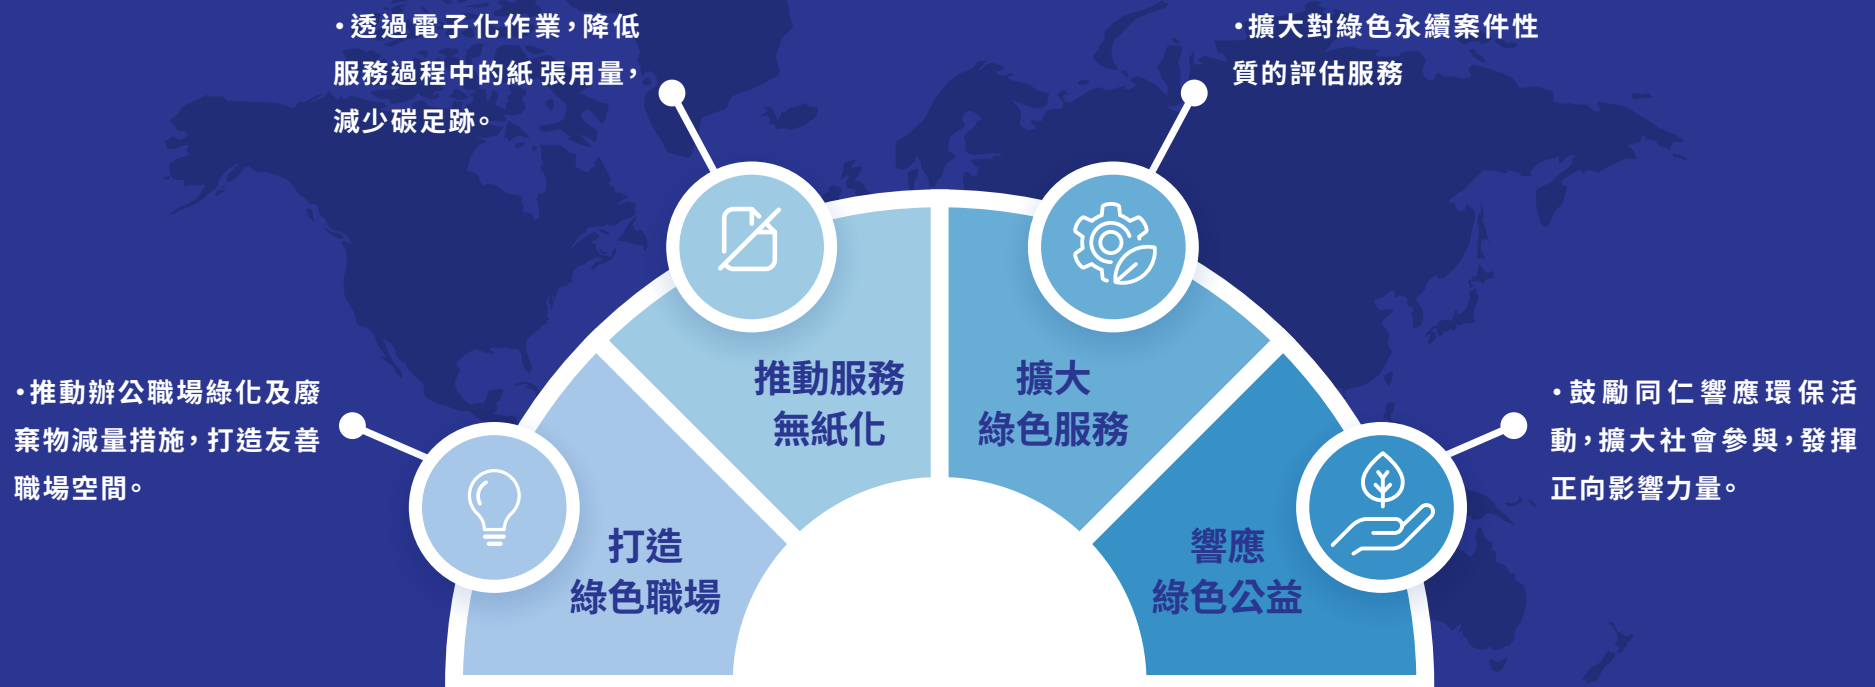 •透過電子化作業，降低
服務過程中的紙 張用量，
減少碳足跡。
•擴大對綠色永續案件性
質的評估服務
•推動辦公職場綠化及廢
棄物減量措施，打造友善
職場空間。
•鼓勵同仁響應環保活
動，擴大社會參與，發揮
正向影響力量。
推動服務
無紙化
擴大
綠色服務
打造
綠色職場
響應
綠色公益